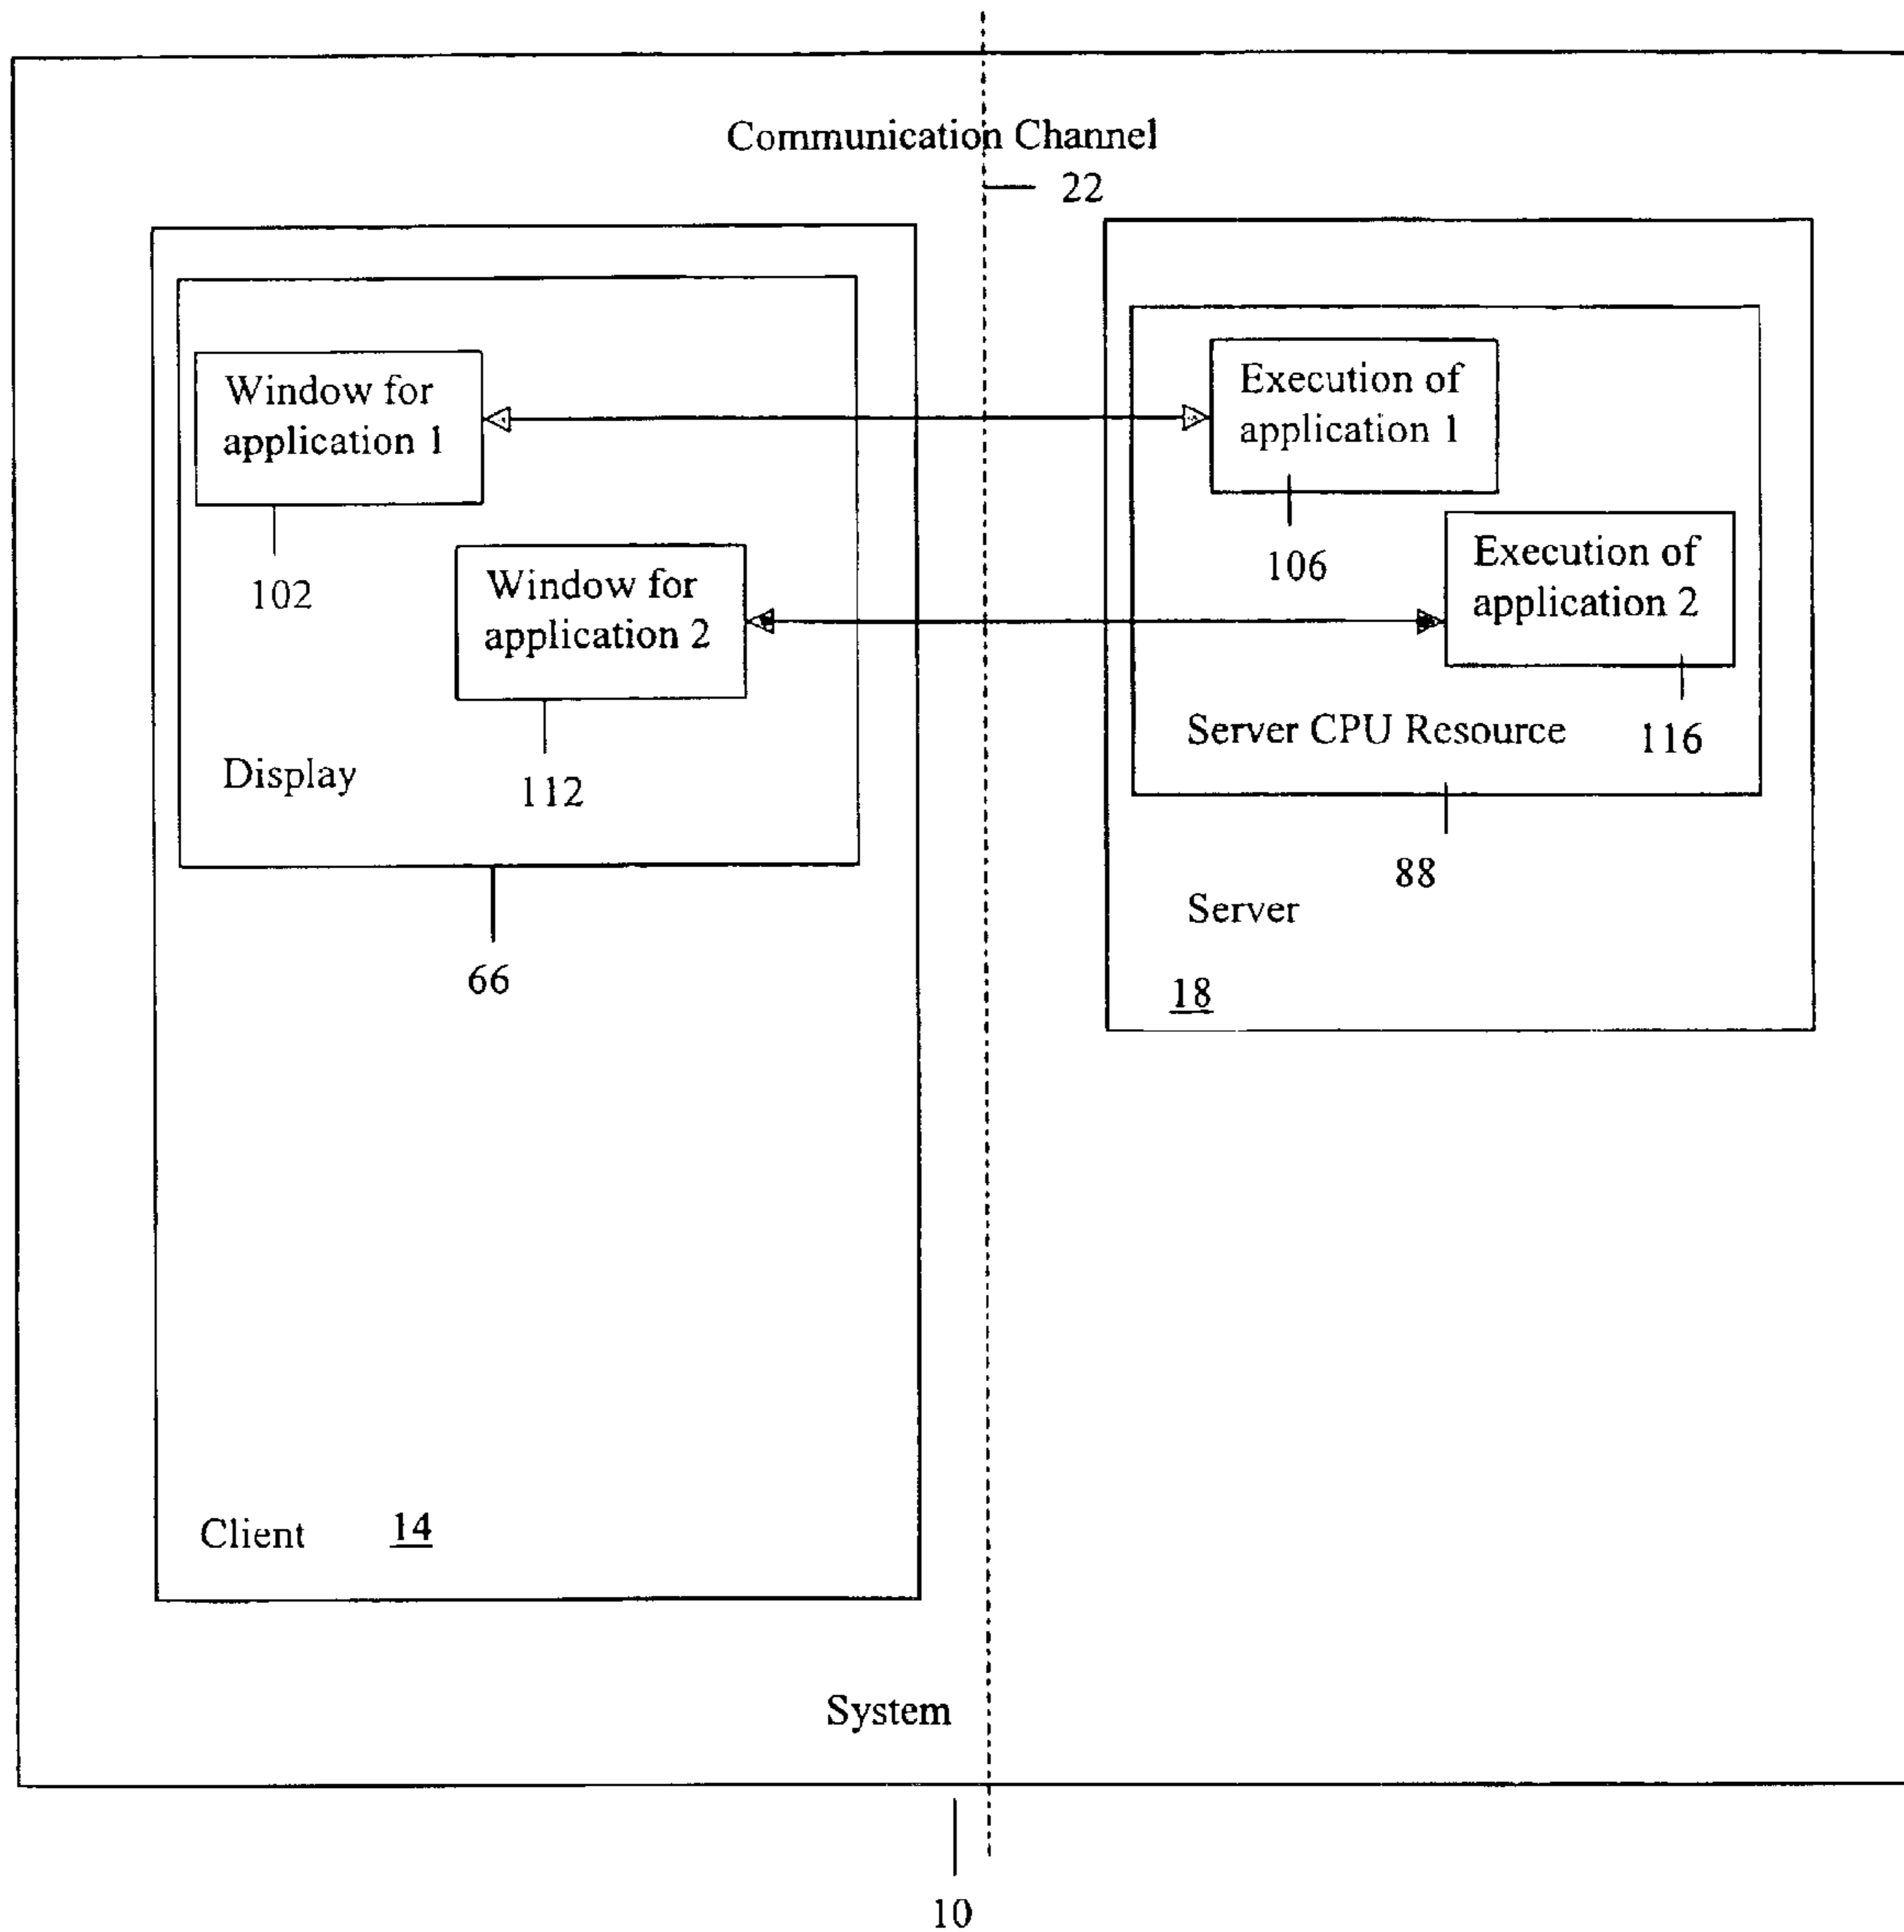 Communication Channel
22
Window for
application 1
102
Window for
application 2
112
Display
66
Client 14
Execution of
application 1
106
Execution of
application 2
116
Server CPU Resource
88
Server
18
System
10